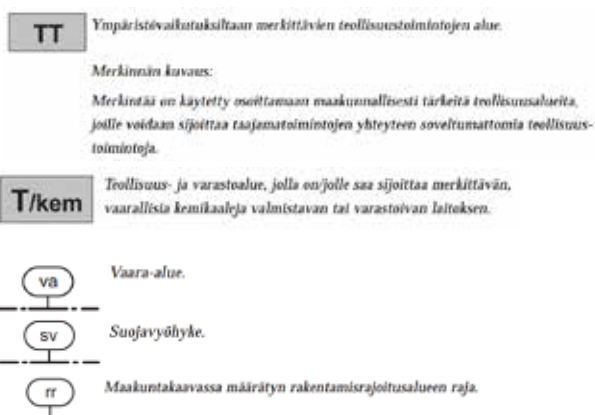 TT Ympäristövaikutuksiltaan merkittävien teollisuustoimintojen alue.
Merkinnän kuvaus:
Merkintää on käytetty osoittamaan maakunnallisesti tärkeitä teollisuusalueita,
joille voidaan sijoittaa taajamatoimintojen yhteyteen soveltumattomia teollisuus-
toimintoja.
T/kem Teollisuus- ja varastoalue, jolla on/jolle saa sijoittaa merkittävän,
vaarallisia kemikaaleja valmistavan tai varastoivan laitoksen.
va Vaara-alue.
sv Suojavyöhyke.
rr Maakuntakaavassa määrätyn rakentamisrajoitusalueen raja.